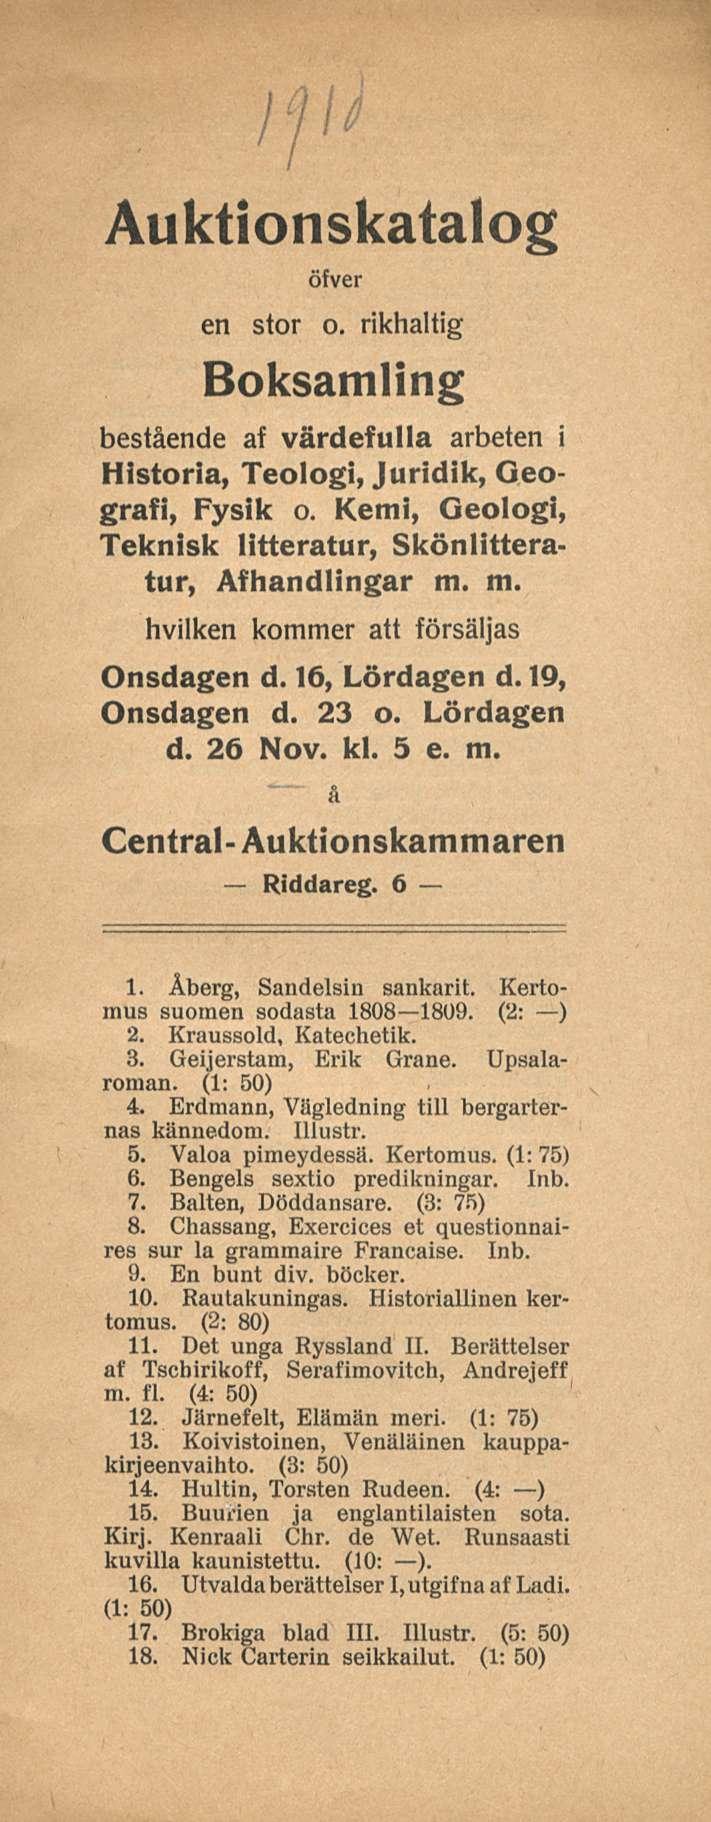 1910
Auktionskatalog
öfver
en stor o. rikhaltig
Boksamling
bestående af värdefulla arbeten i
Historia, Teologi, Juridik, Geo-
grafi, Fysik o. Kemi, Geologi,
Teknisk litteratur, Skönlittera-
tur, Afhandlingar m. m.
hvilken kommer att försäljas
Onsdagen d. 16, Lördagen d. 19,
Onsdagen d. 23 o. Lördagen
d. 26 Nov. kl. 5 e. m.
å
Central-Auktionskammaren
— Riddareg. 6 —
1. Åberg, Sandelsin sankarit. Kerto-
mus suomen sodasta 1808—1809. (2: —)
2. Kraussold, Katechetik.
3. Geijerstam, Erik Grane. Upsala-
roman. (1: 50)
4. Erdmann, Vägledning till bergarter-
nas kännedom. Illustr.
5. Valoa pimeydessä. Kertomus. (1: 75)
6. Bengels sextio predikningar. Inb.
7. Balten, Döddansare. (3: 75)
8. Chassang, Exercices et questionnai-
res sur la grammaire Francaise. Inb.
9. En bunt div. böcker.
10. Rautakuningas. Historiallinen ker-
tomus. (2: 80)
11. Det unga Ryssland II. Berättelser
af Tschirikoff, Serafimovitch, Andrejeff
m. fl. (4: 50)
12. Järnefelt, Elämän meri. (1: 75)
13. Koivistoinen, Venäläinen kauppa-
kirjeenvaihto. (3: 50)
14. Hultin, Torsten Rudeen. (4: —)
15. Buurien ja englantilaisten sota.
Kirj. Kenraali Chr. de Wet. Runsaasti
kuvilla kaunistettu. (10: —).
16. Utvalda berättelser I, utgifna af Ladi.
(1: 50)
17. Brokiga blad III. Illustr. (5: 50)
18. Nick Carterin seikkailut. (1: 50)